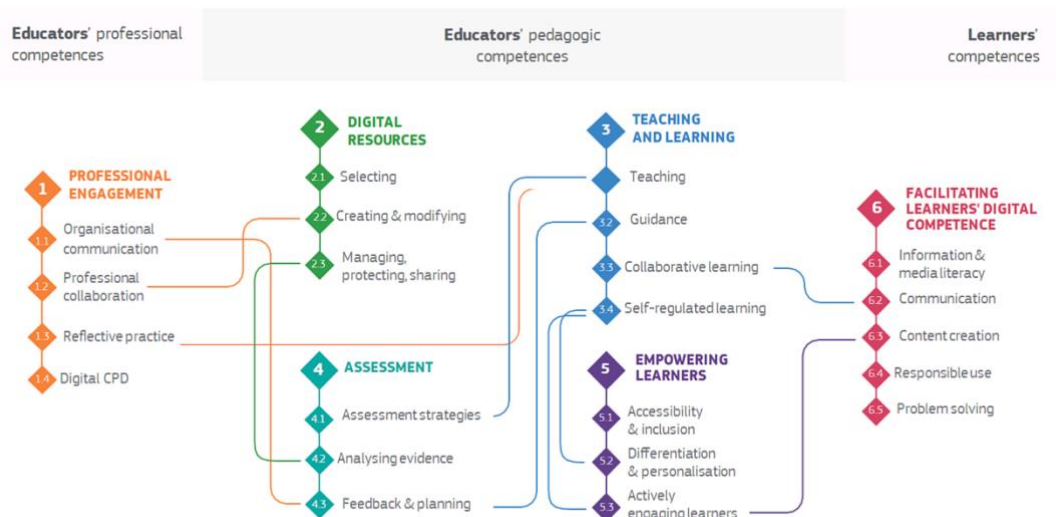 Educators' professional
competences
Educators' pedagogic
competences
Learners'
competences
1
PROFESSIONAL
ENGAGEMENT
1.1
Organisational
communication
1.2
Professional
collaboration
1.3
Reflective practice
1.4
Digital CPD
2
DIGITAL
RESOURCES
2.1
Selecting
2.2
Creating & modifying
2.3
Managing,
protecting, sharing
3
TEACHING
AND LEARNING
Teaching
3.2
Guidance
3.3
Collaborative learning
3.4
Self-regulated learning
4
ASSESSMENT
4.1
Assessment strategies
4.2
Analysing evidence
4.3
Feedback & planning
5
EMPOWERING
LEARNERS
5.1
Accessibility
& inclusion
5.2
Differentiation
& personalisation
5.3
Actively
engaging learners
6
FACILITATING
LEARNERS' DIGITAL
COMPETENCE
6.1
Information &
media literacy
6.2
Communication
6.3
Content creation
6.4
Responsible use
6.5
Problem solving